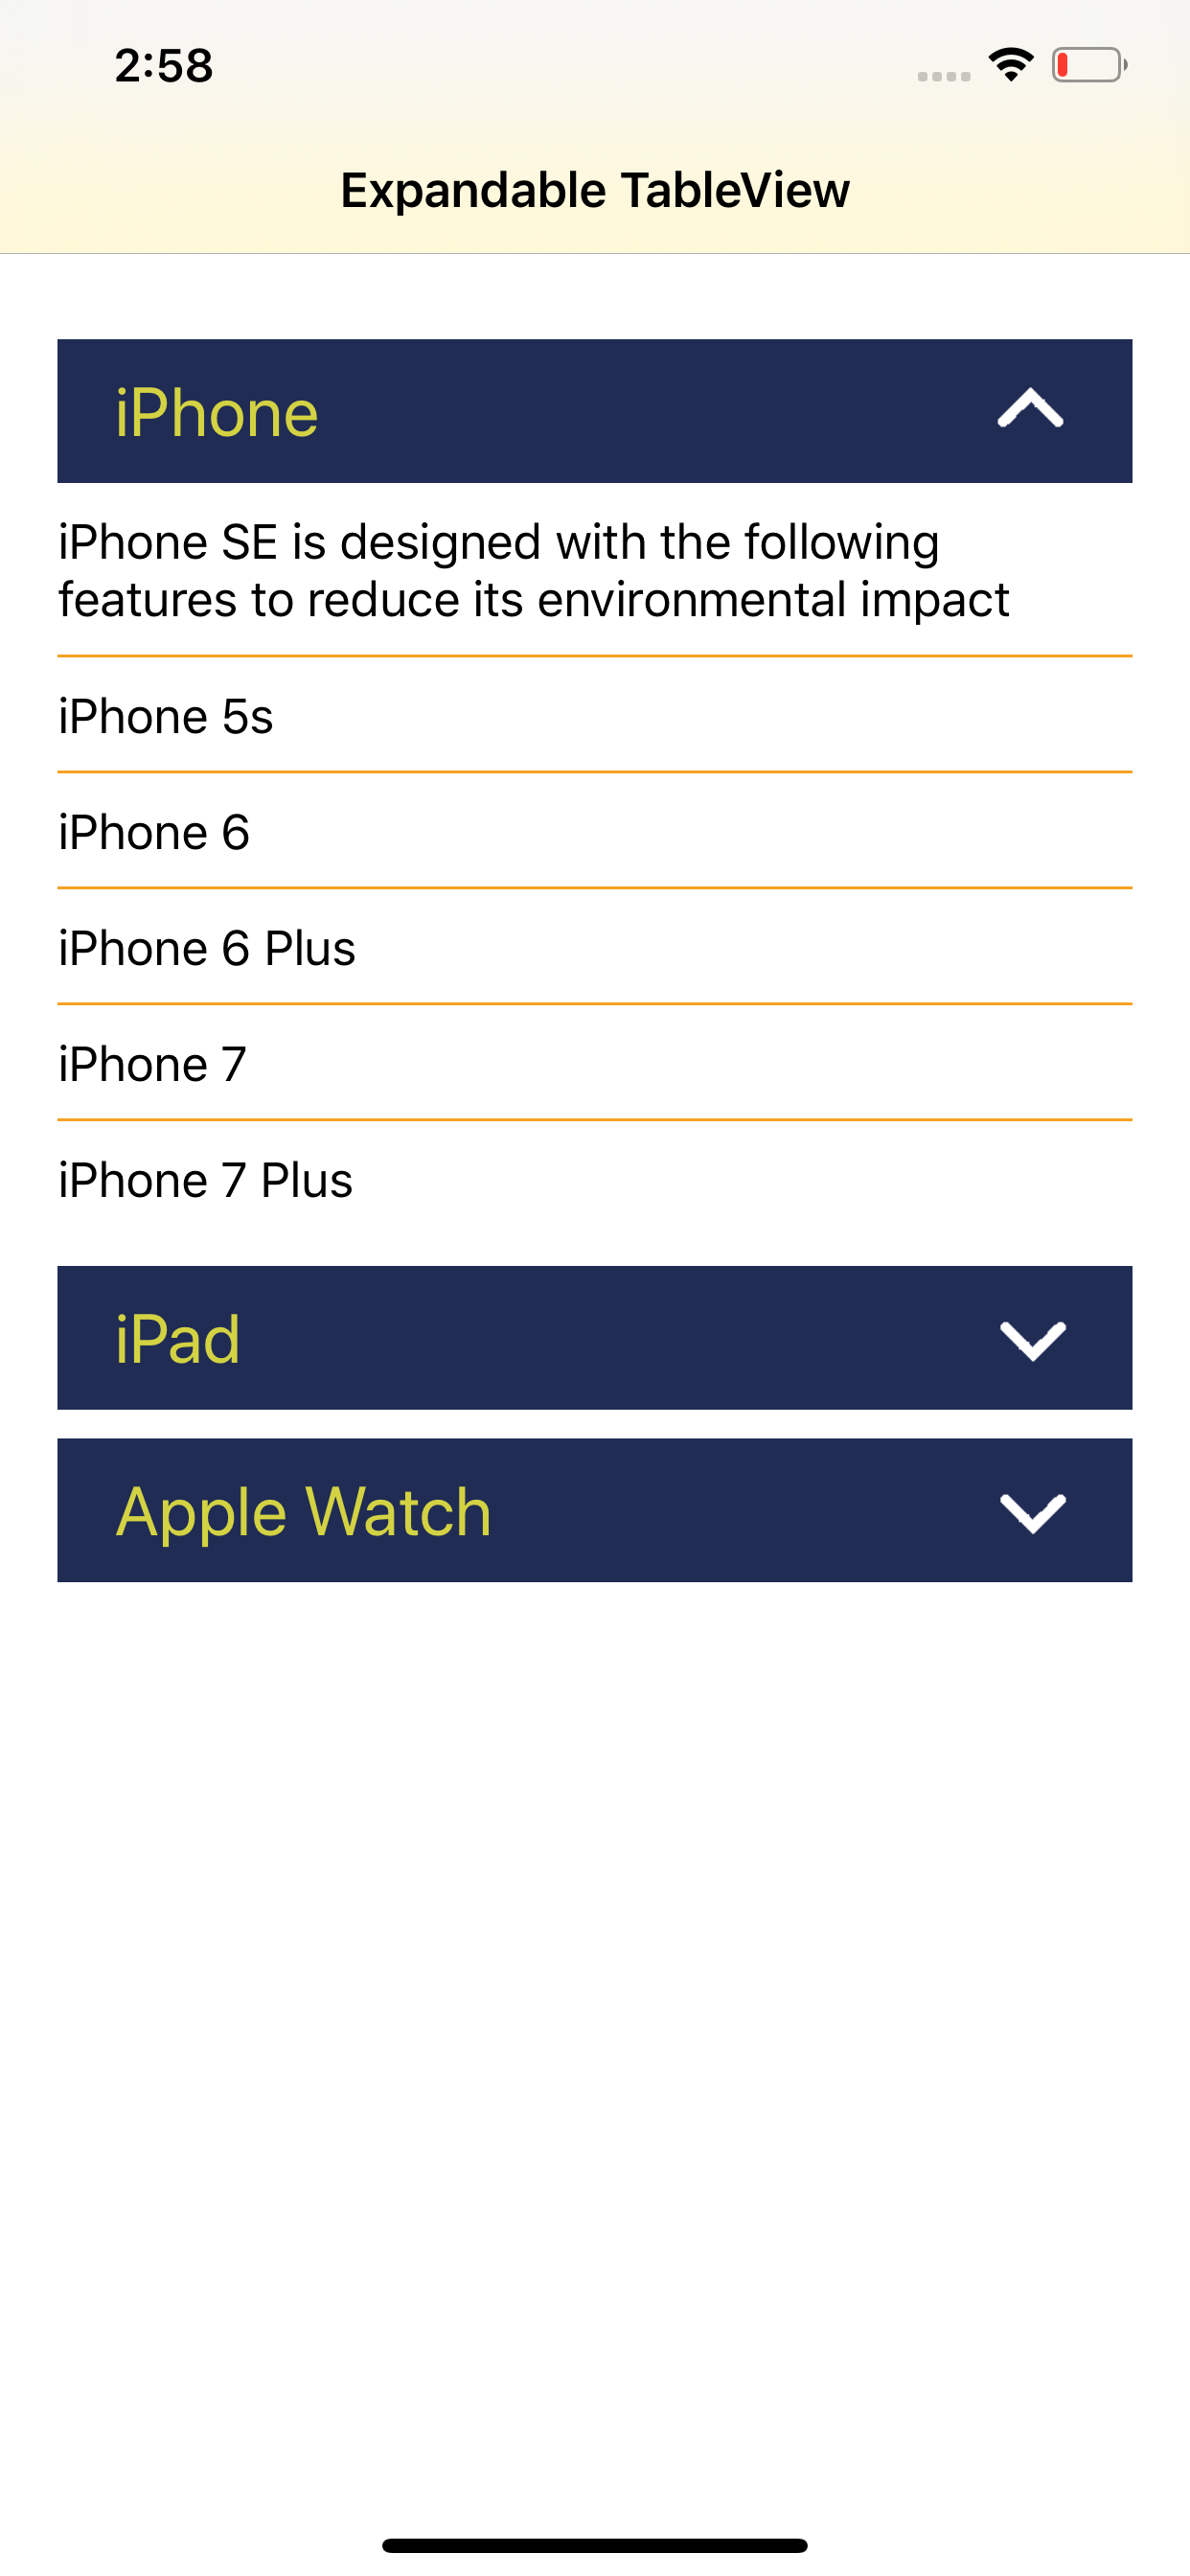 2:58
Expandable TableView
iPhone
iPhone SE is designed with the following
features to reduce its environmental impact
iPhone 5s
iPhone 6
iPhone 6 Plus
iPhone 7
iPhone 7 Plus
iPad
Apple Watch